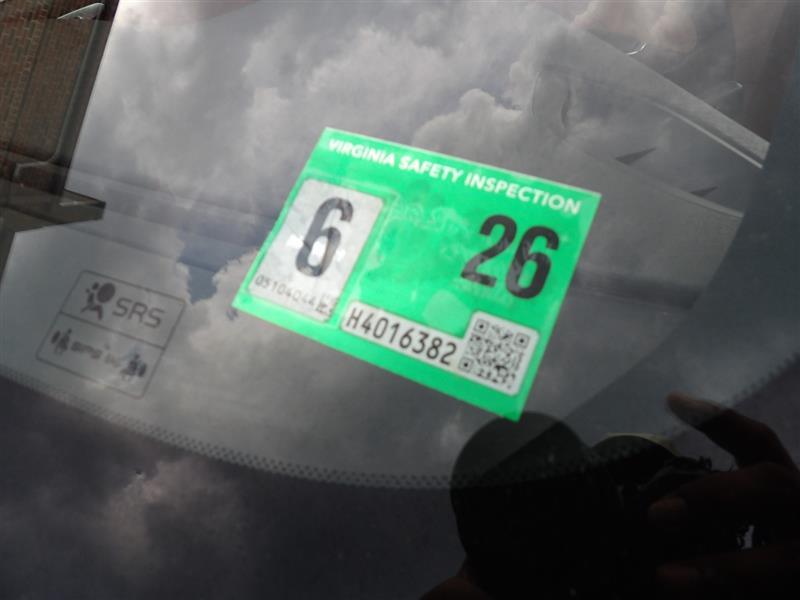 VIRGINIA SAFETY INSPECTION
6
26
H4016382
SRS